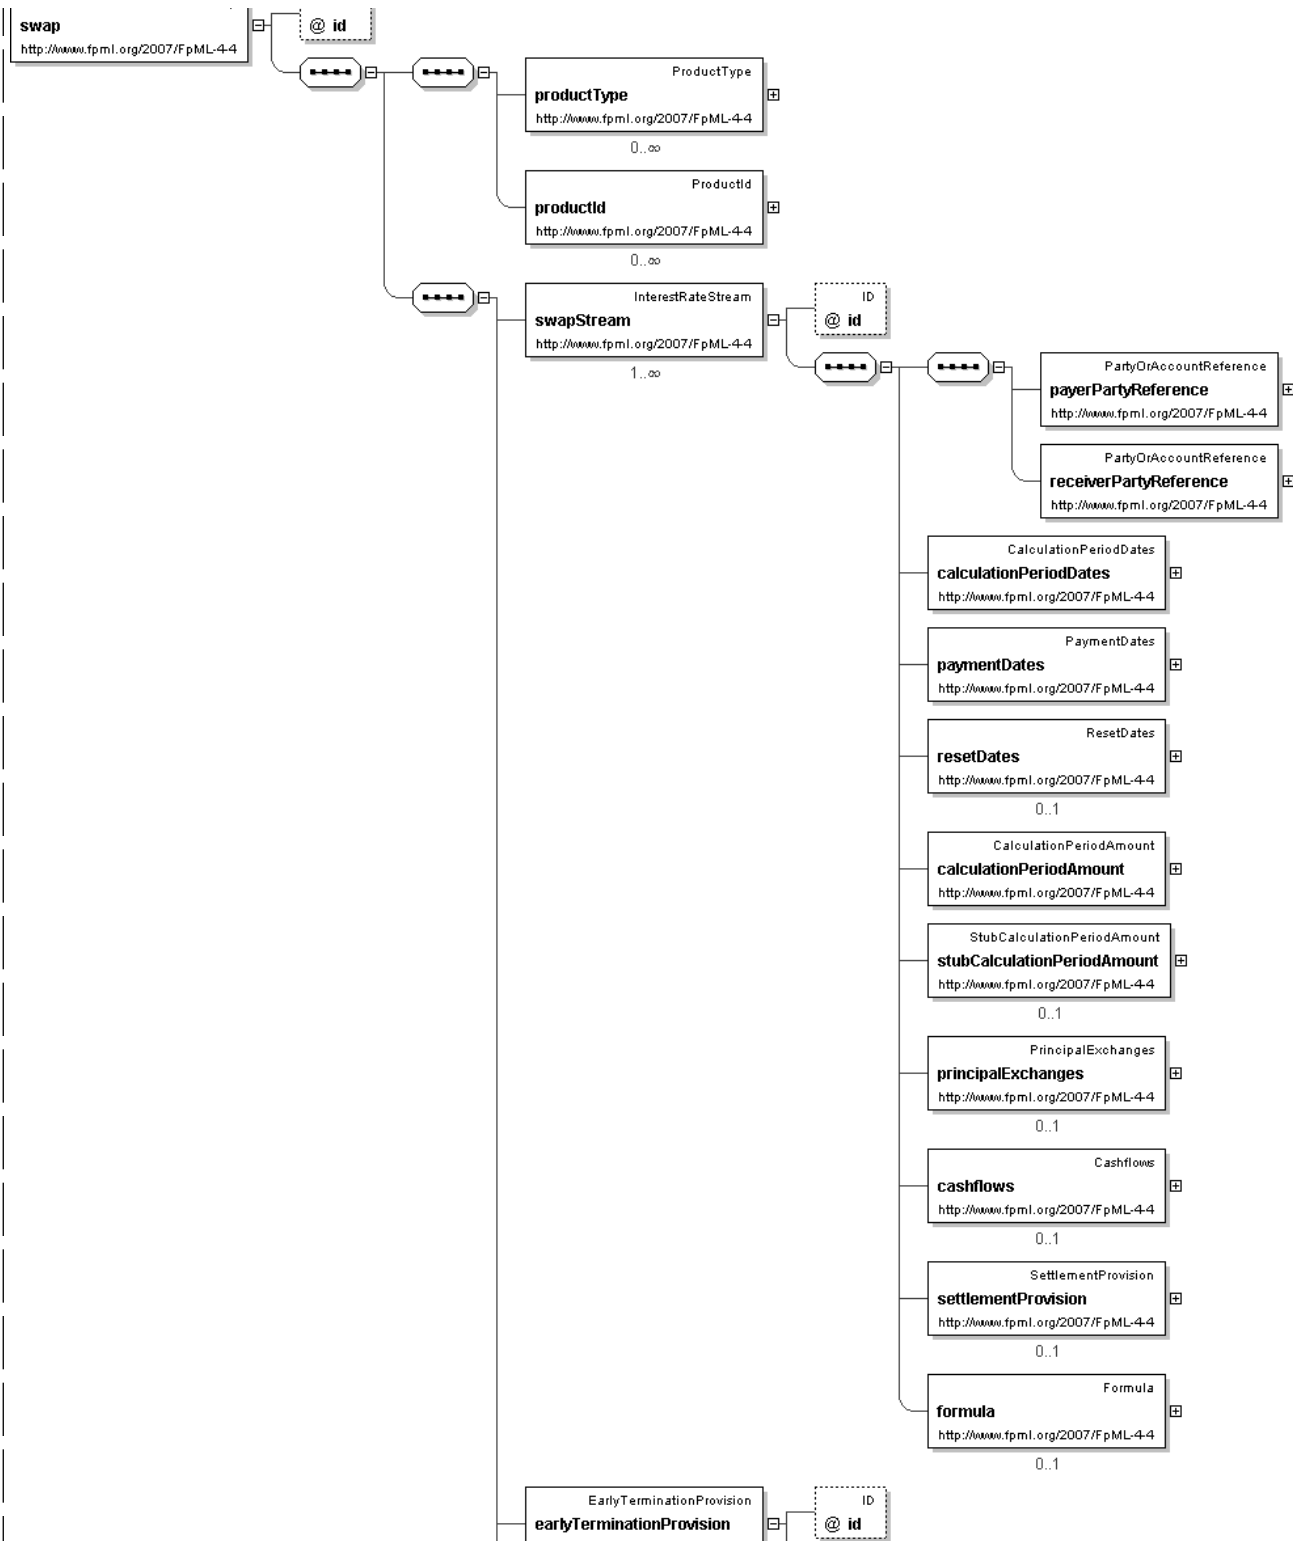 swap
http://www.fpml.org/2007/FpML-4-4
@ id
ProductType
productType
http://www.fpml.org/2007/FpML-4-4
0..∞
ProductId
productId
http://www.fpml.org/2007/FpML-4-4
0..∞
InterestRateStream
swapStream
http://www.fpml.org/2007/FpML-4-4
1..∞
ID
@ id
PartyOrAccountReference
payerPartyReference
http://www.fpml.org/2007/FpML-4-4
PartyOrAccountReference
receiverPartyReference
http://www.fpml.org/2007/FpML-4-4
CalculationPeriodDates
calculationPeriodDates
http://www.fpml.org/2007/FpML-4-4
PaymentDates
paymentDates
http://www.fpml.org/2007/FpML-4-4
ResetDates
resetDates
http://www.fpml.org/2007/FpML-4-4
0..1
CalculationPeriodAmount
calculationPeriodAmount
http://www.fpml.org/2007/FpML-4-4
StubCalculationPeriodAmount
stubCalculationPeriodAmount
http://www.fpml.org/2007/FpML-4-4
0..1
PrincipalExchanges
principalExchanges
http://www.fpml.org/2007/FpML-4-4
0..1
Cashflows
cashflows
http://www.fpml.org/2007/FpML-4-4
0..1
SettlementProvision
settlementProvision
http://www.fpml.org/2007/FpML-4-4
0..1
Formula
formula
http://www.fpml.org/2007/FpML-4-4
0..1
EarlyTerminationProvision
earlyTerminationProvision
ID
@ id